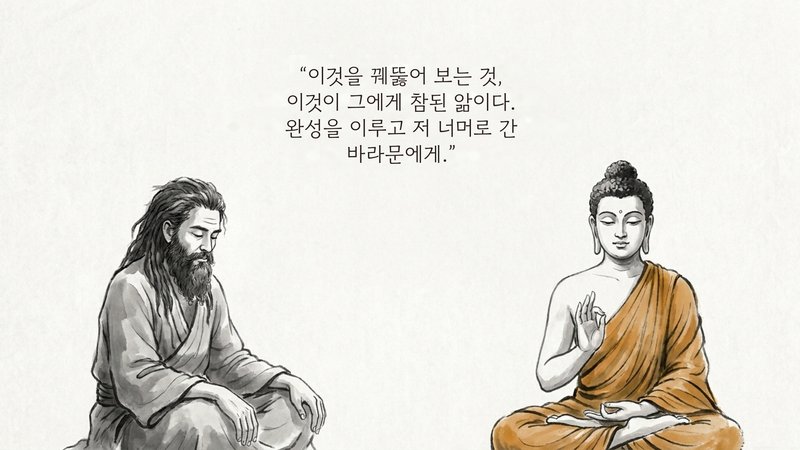 “이것을 꿰뚫어 보는 것,
이것이 그에게 참된 앎이다.
완성을 이루고 저 너머로 간
바라문에게.”